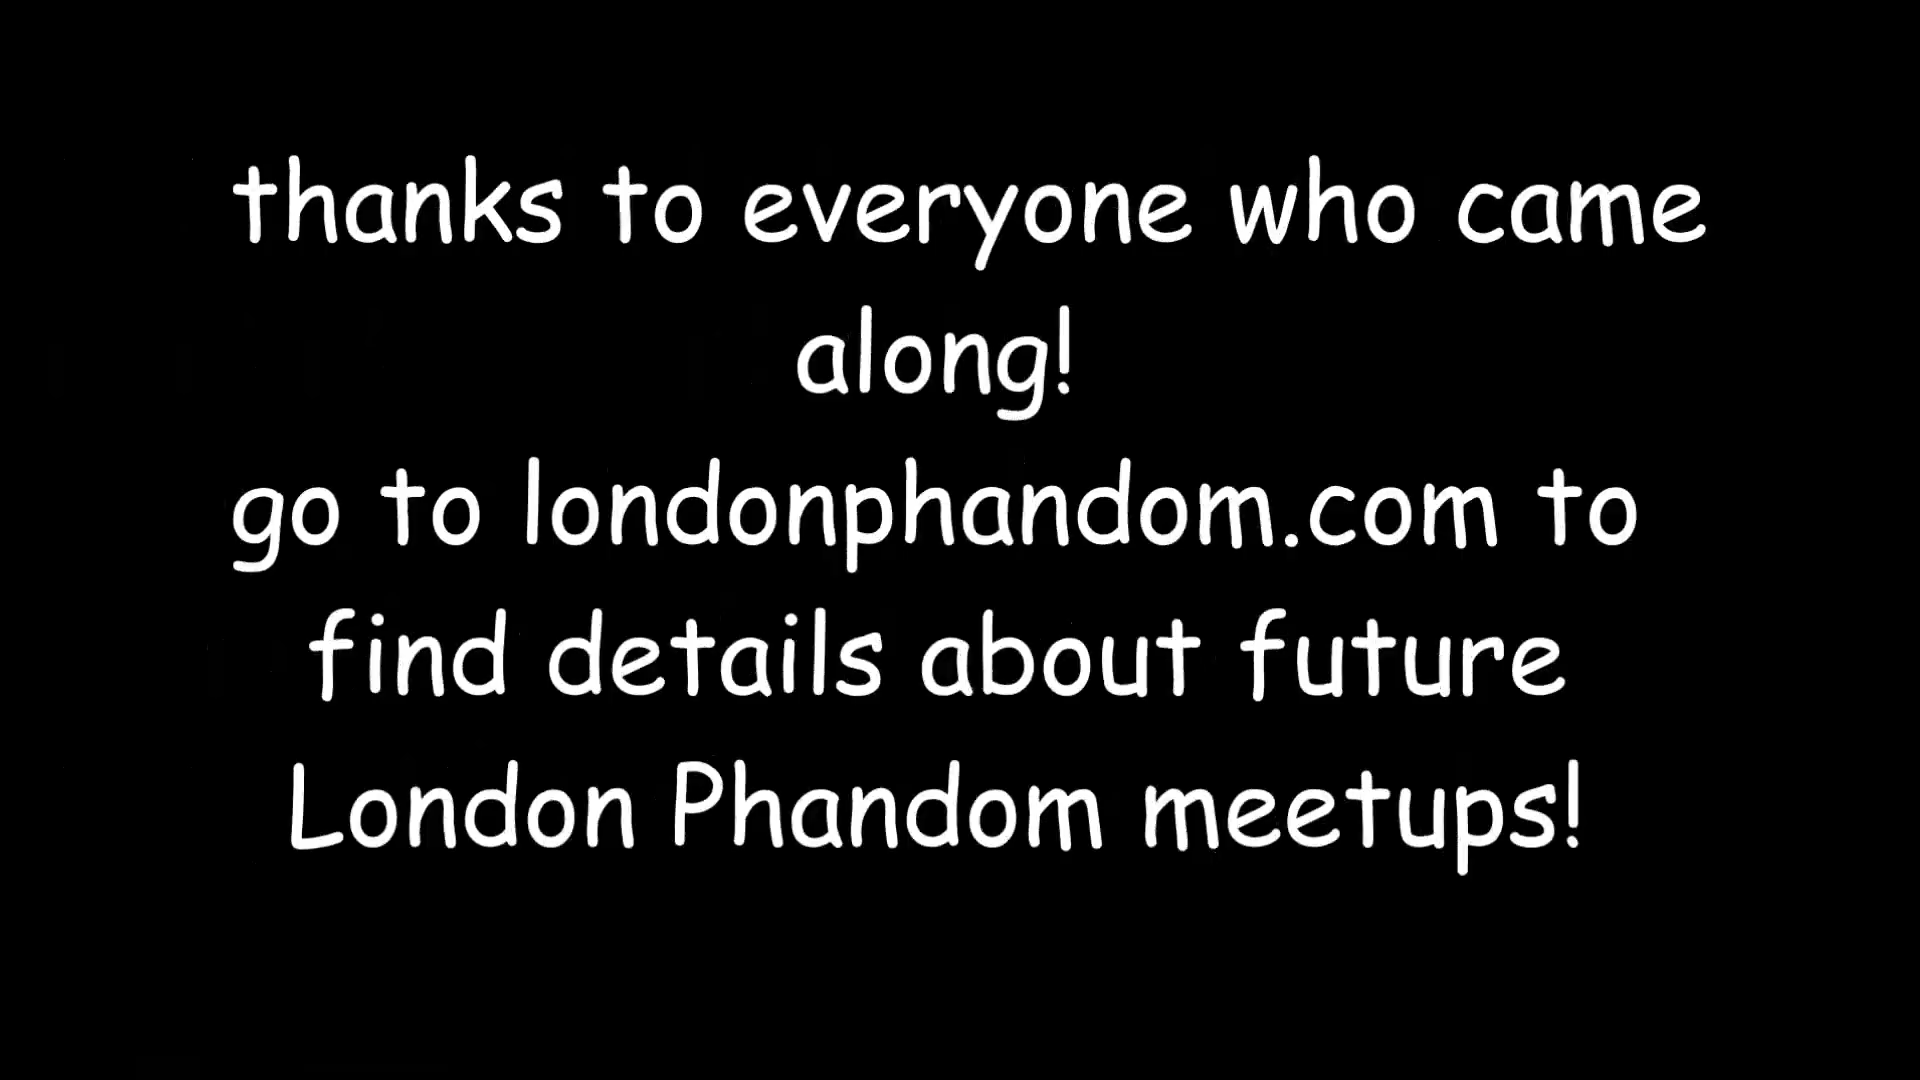 thanks to everyone who came
along!
go to londonphandom.com to
find details about future
London Phandom meetups!